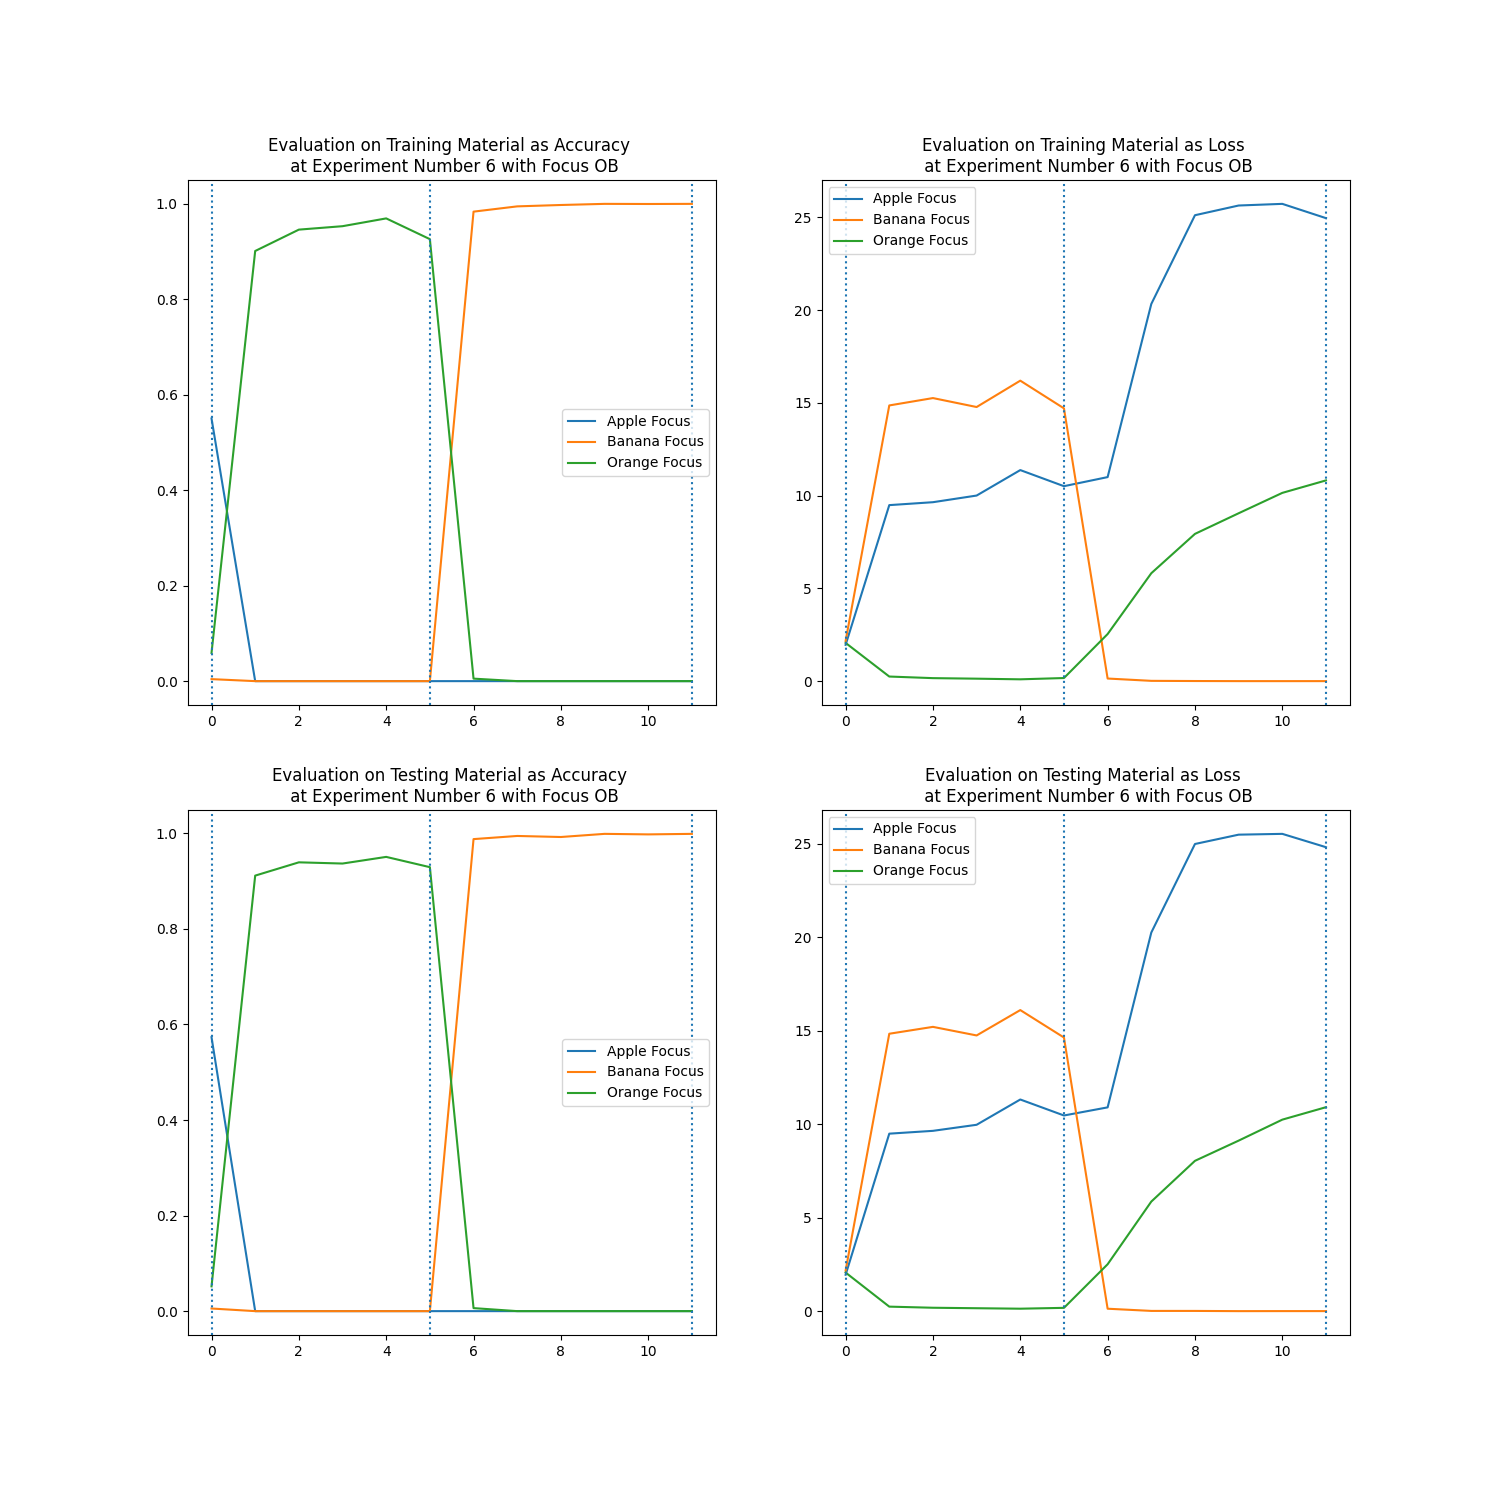 Evaluation on Training Material as Accuracy
at Experiment Number 6 with Focus OB
1.0
0.8
0.6
0.4
0.2
0.0
0 2 4 6 8 10
Apple Focus
Banana Focus
Orange Focus
Evaluation on Training Material as Loss
at Experiment Number 6 with Focus OB
25
20
15
10
5
0
0 2 4 6 8 10
Apple Focus
Banana Focus
Orange Focus
Evaluation on Testing Material as Accuracy
at Experiment Number 6 with Focus OB
1.0
0.8
0.6
0.4
0.2
0.0
0 2 4 6 8 10
Apple Focus
Banana Focus
Orange Focus
Evaluation on Testing Material as Loss
at Experiment Number 6 with Focus OB
25
20
15
10
5
0
0 2 4 6 8 10
Apple Focus
Banana Focus
Orange Focus